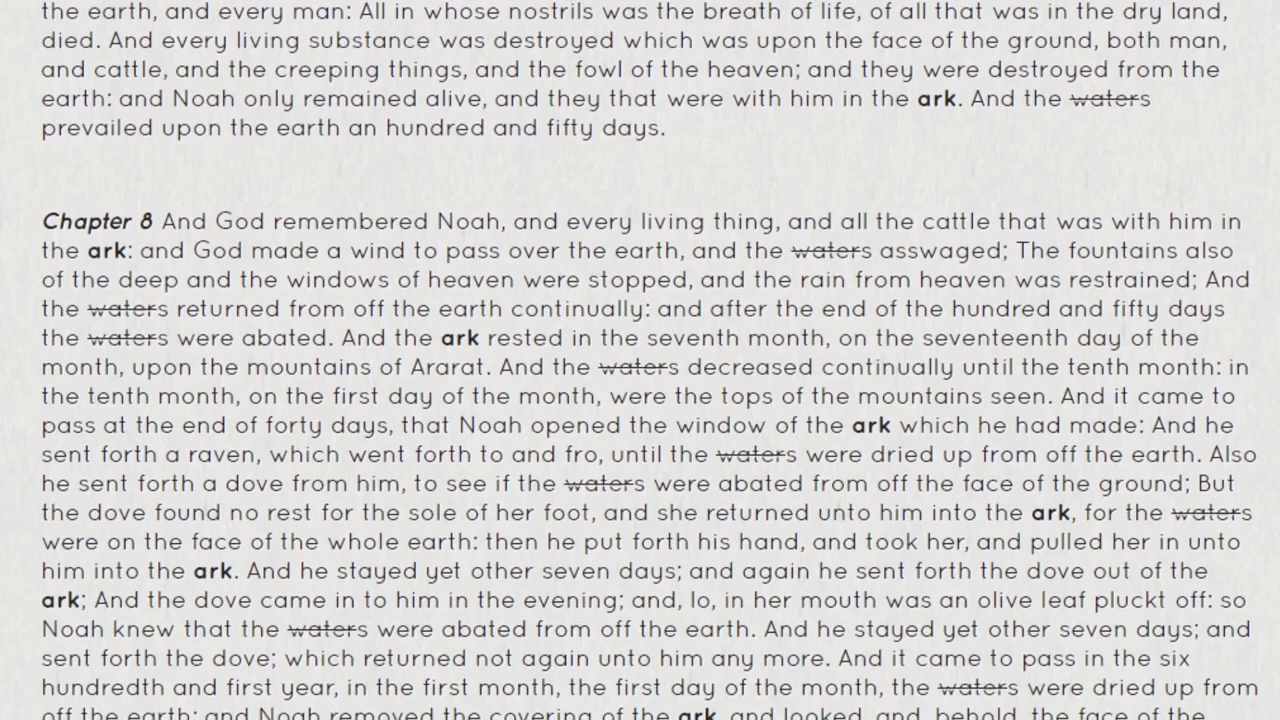 the earth, and every man: All in whose nostrils was the breath of life, of all that was in the dry land,
died. And every living substance was destroyed which was upon the face of the ground, both man,
and cattle, and the creeping things, and the fowl of the heaven; and they were destroyed from the
earth: and Noah only remained alive, and they that were with him in the ark. And the waters
prevailed upon the earth an hundred and fifty days.
Chapter 8 And God remembered Noah, and every living thing, and all the cattle that was with him in
the ark: and God made a wind to pass over the earth, and the waters asswaged; The fountains also
of the deep and the windows of heaven were stopped, and the rain from heaven was restrained; And
the waters returned from off the earth continually: and after the end of the hundred and fifty days
the waters were abated. And the ark rested in the seventh month, on the seventeenth day of the
month, upon the mountains of Ararat. And the waters decreased continually until the tenth month: in
the tenth month, on the first day of the month, were the tops of the mountains seen. And it came to
pass at the end of forty days, that Noah opened the window of the ark which he had made: And he
sent forth a raven, which went forth to and fro, until the waters were dried up from off the earth. Also
he sent forth a dove from him, to see if the waters were abated from off the face of the ground; But
the dove found no rest for the sole of her foot, and she returned unto him into the ark, for the waters
were on the face of the whole earth: then he put forth his hand, and took her, and pulled her in unto
him into the ark. And he stayed yet other seven days; and again he sent forth the dove out of the
ark; And the dove came in to him in the evening; and, lo, in her mouth was an olive leaf pluckt off: so
Noah knew that the waters were abated from off the earth. And he stayed yet other seven days; and
sent forth the dove; which returned not again unto him any more. And it came to pass in the six
hundredth and first year, in the first month, the first day of the month, the waters were dried up from
off the earth: and Noah removed the covering of the ark, and looked, and, behold, the face of the